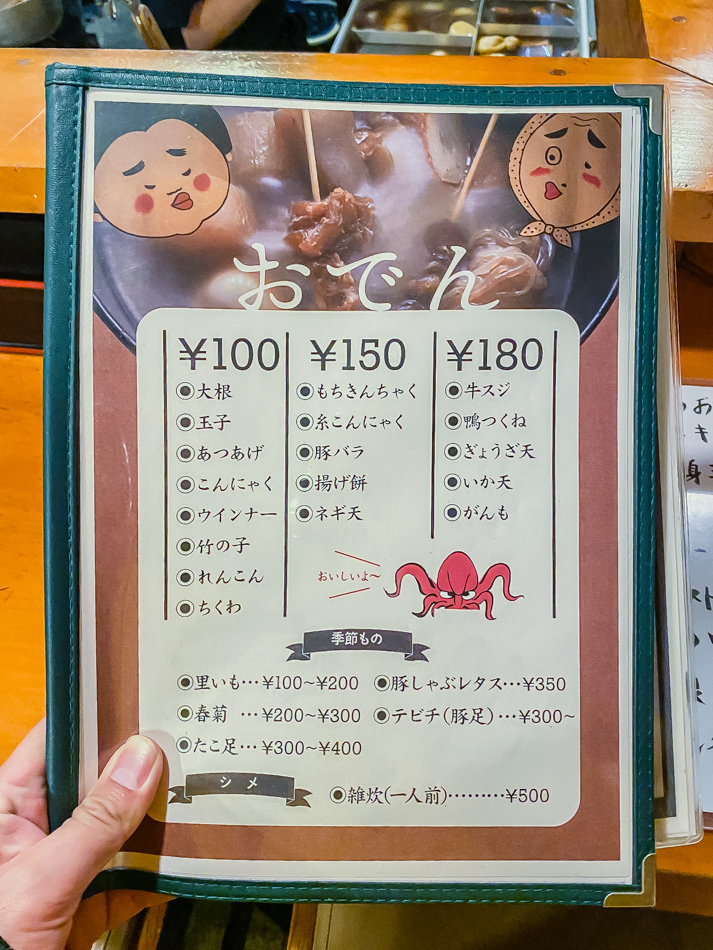 おでん
¥100
◉大根
◉玉子
◉あつあげ
◉こんにゃく
◉ウインナー
◉竹の子
◉れんこん
◉ちくわ
¥150
◉もちきんちゃく
◉糸こんにゃく
◉豚バラ
◉揚げ餅
◉ネギ天
¥180
◉牛スジ
◉鴨つくね
◉ぎょうざ天
◉いか天
◉がんも
おいしいよ〜
季節もの
◉里いも…¥100〜¥200
◉豚しゃぶレタス…¥350
◉春菊 …¥200〜¥300
◉テビチ(豚足)…¥300〜
◉たこ足…¥300〜¥400
シメ
◉雑炊(一人前)………¥500